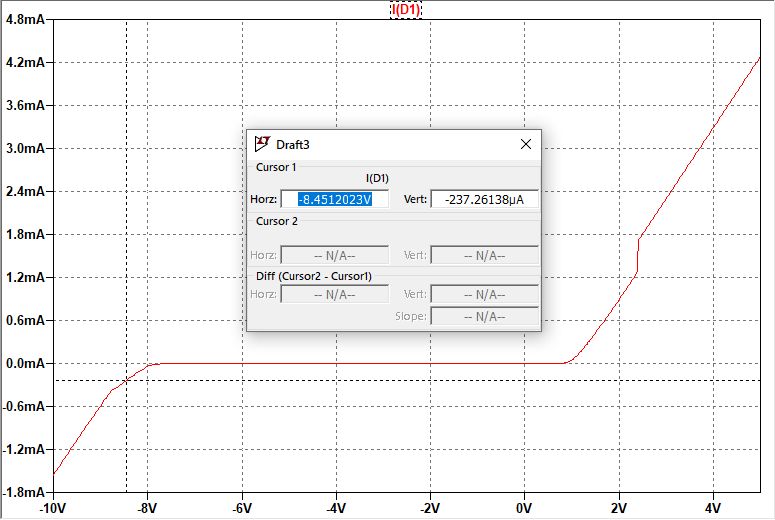 I(D1)
4.8mA
4.2mA
3.6mA
3.0mA
2.4mA
1.8mA
1.2mA
0.6mA
0.0mA
-0.6mA
-1.2mA
-1.8mA
-10V -8V -6V -4V -2V 0V 2V 4V
Draft3
Cursor 1
I(D1)
Horz: -8.4512023V Vert: -237.26138µA
Cursor 2
Horz: -- N/A-- Vert: -- N/A--
Diff (Cursor2 - Cursor1)
Horz: -- N/A-- Vert: -- N/A--
Slope: -- N/A--